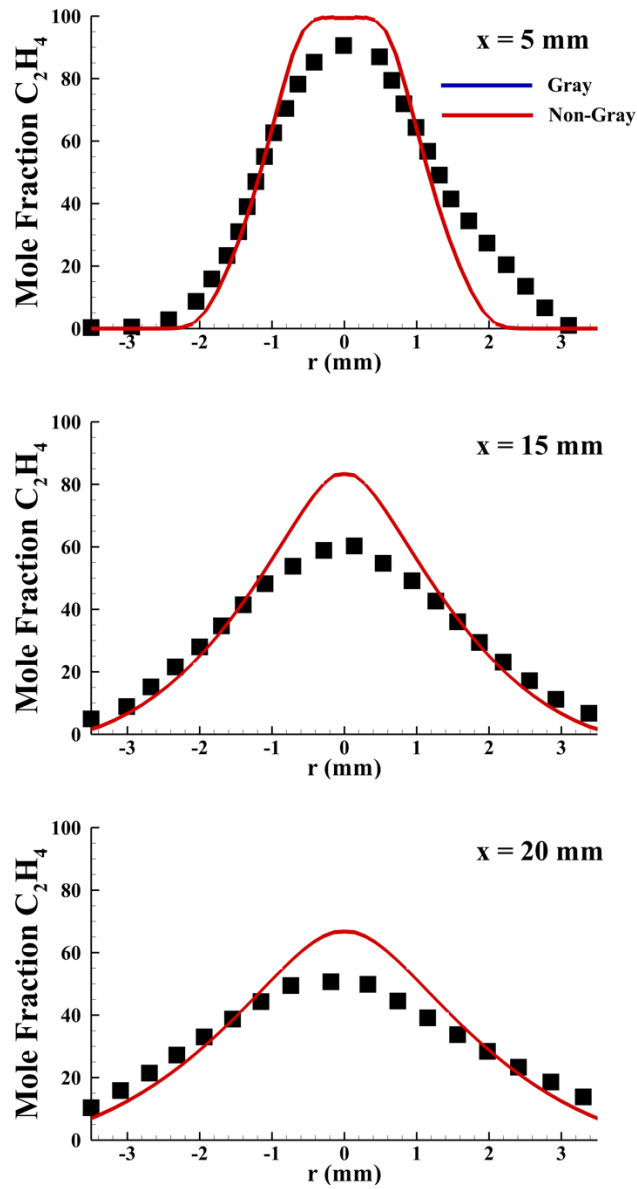 100
x = 5 mm
80
Gray
Non-Gray
60
40
20
0
Mole Fraction C₂H₄
-3 -2 -1 0 1 2 3
r (mm)
100
x = 15 mm
80
60
40
20
0
Mole Fraction C₂H₄
-3 -2 -1 0 1 2 3
r (mm)
100
x = 20 mm
80
60
40
20
0
Mole Fraction C₂H₄
-3 -2 -1 0 1 2 3
r (mm)